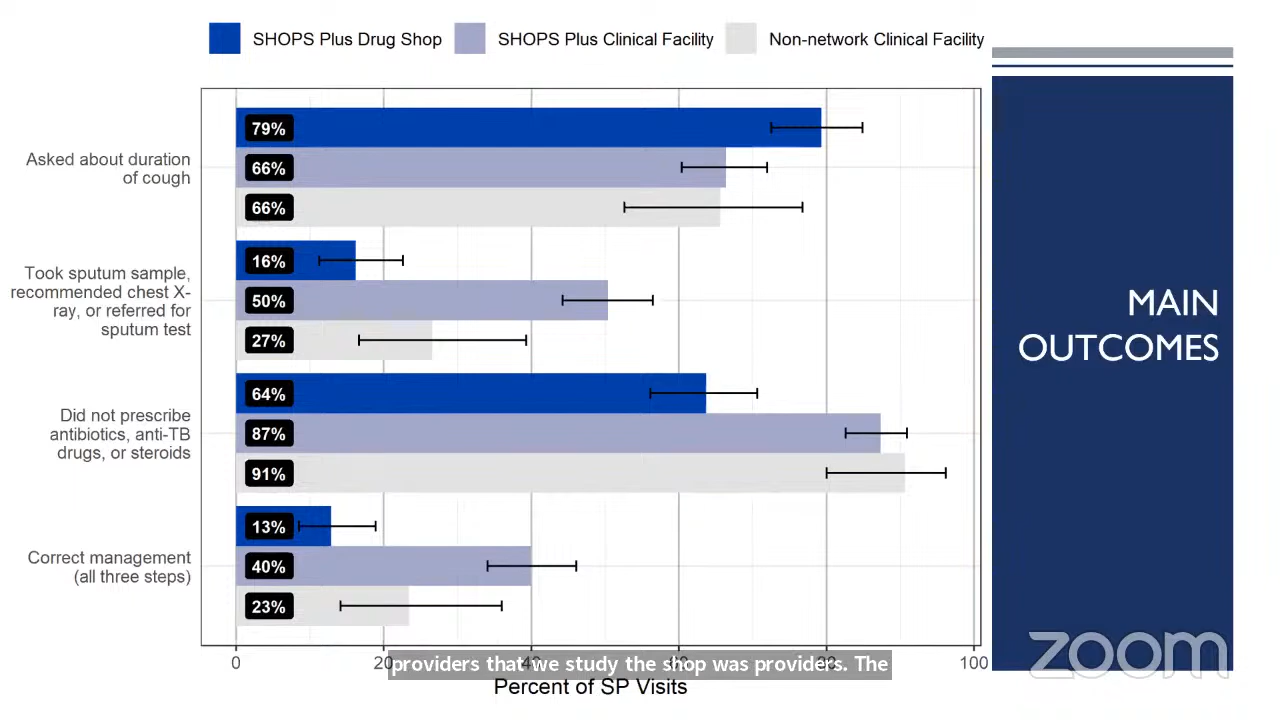 SHOPS Plus Drug Shop
SHOPS Plus Clinical Facility
Non-network Clinical Facility
Asked about duration
of cough
79%
66%
66%
Took sputum sample,
recommended chest X-
ray, or referred for
sputum test
16%
50%
27%
Did not prescribe
antibiotics, anti-TB
drugs, or steroids
64%
87%
91%
Correct management
(all three steps)
13%
40%
23%
0
20
100
providers that we study the shop was providers. The
Percent of SP Visits
MAIN
OUTCOMES
zoom